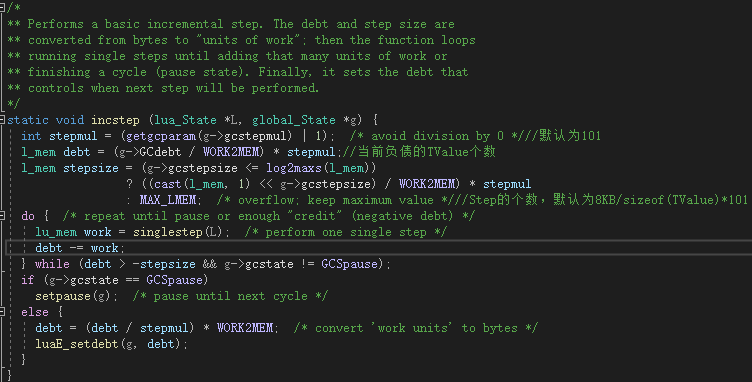 /*
** Performs a basic incremental step. The debt and step size are
** converted from bytes to "units of work"; then the function loops
** running single steps until adding that many units of work or
** finishing a cycle (pause state). Finally, it sets the debt that
** controls when next step will be performed.
*/
static void incstep (lua_State *L, global_State *g) {
  int stepmul = (getgcparam(g->gcstepmul) | 1);  /* avoid division by 0 *///默认为101
  l_mem debt = (g->GCdebt / WORK2MEM) * stepmul;//当前负债的TValue个数
  l_mem stepsize = (g->gcstepsize <= log2maxs(l_mem))
                 ? ((cast(l_mem, 1) << g->gcstepsize) / WORK2MEM) * stepmul
                 : MAX_LMEM;  /* overflow; keep maximum value *///Step的个数，默认为8KB/sizeof(TValue)*101
  do {  /* repeat until pause or enough "credit" (negative debt) */
    lu_mem work = singlestep(L);  /* perform one single step */
    debt -= work;
  } while (debt > -stepsize && g->gcstate != GCSpause);
  if (g->gcstate == GCSpause)
    setpause(g);  /* pause until next cycle */
  else {
    debt = (debt / stepmul) * WORK2MEM;  /* convert 'work units' to bytes */
    luaE_setdebt(g, debt);
  }
}